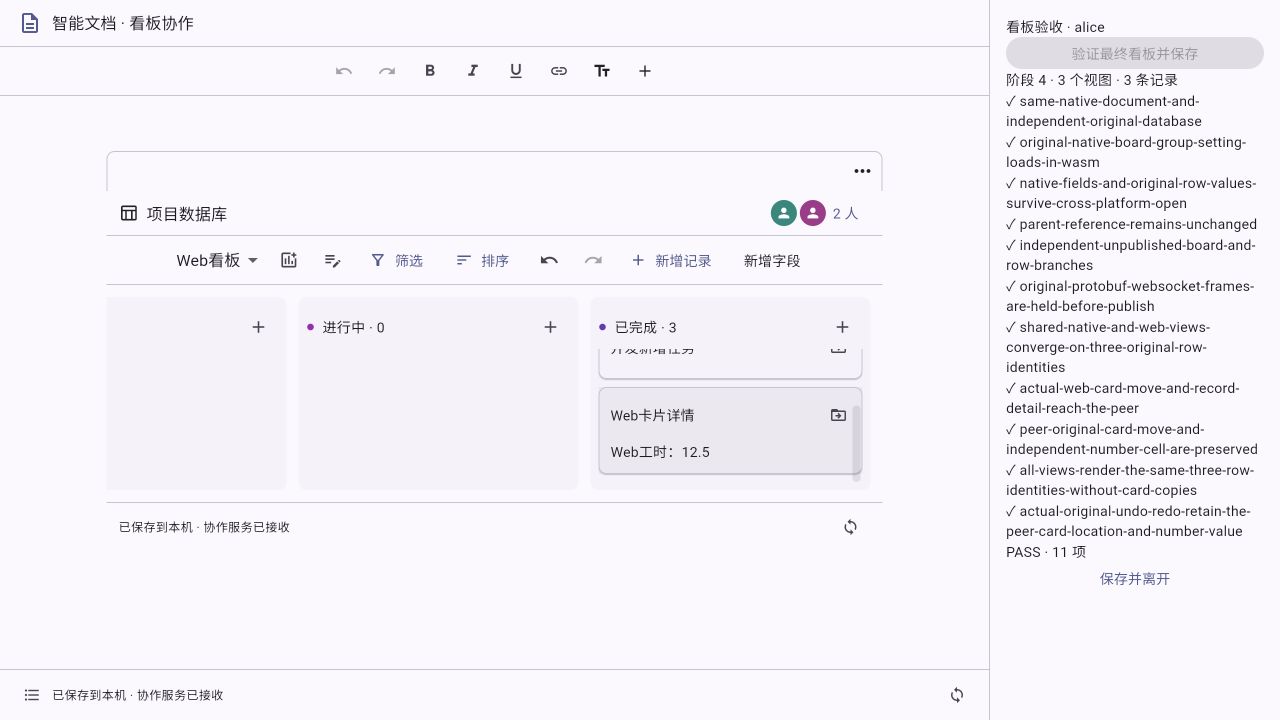 智能文档 · 看板协作
B I U Tт
项目数据库
2 人
Web看板
筛选
排序
新增记录
新增字段
进行中 · 0
已完成 · 3
开发新增任务
Web卡片详情
Web工时：12.5
已保存到本机 · 协作服务已接收
已保存到本机 · 协作服务已接收
看板验收 · alice
验证最终看板并保存
阶段 4 · 3 个视图 · 3 条记录
✓ same-native-document-and-
independent-original-database
✓ original-native-board-group-setting-
loads-in-wasm
✓ native-fields-and-original-row-values-
survive-cross-platform-open
✓ parent-reference-remains-unchanged
✓ independent-unpublished-board-and-
row-branches
✓ original-protobuf-websocket-frames-
are-held-before-publish
✓ shared-native-and-web-views-
converge-on-three-original-row-
identities
✓ actual-web-card-move-and-record-
detail-reach-the-peer
✓ peer-original-card-move-and-
independent-number-cell-are-preserved
✓ all-views-render-the-same-three-row-
identities-without-card-copies
✓ actual-original-undo-redo-retain-the-
peer-card-location-and-number-value
PASS · 11 项
保存并离开